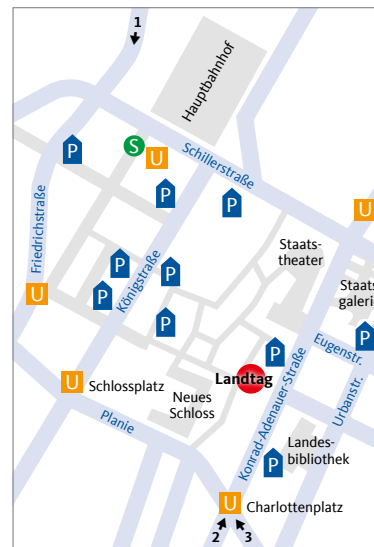 1
Hauptbahnhof
P
S
U
Schillerstraße
P
P
U
Friedrichstraße
Staats-
theater
P
P
Königstraße
P
U
Staats
galerie
P
Eugenstr.
P
P
Landtag
U
Schlossplatz
Neues
Schloss
Konrad-Adenauer-Straße
Urbanstr.
Planie
Landes-
bibliothek
P
U
Charlottenplatz
2
3